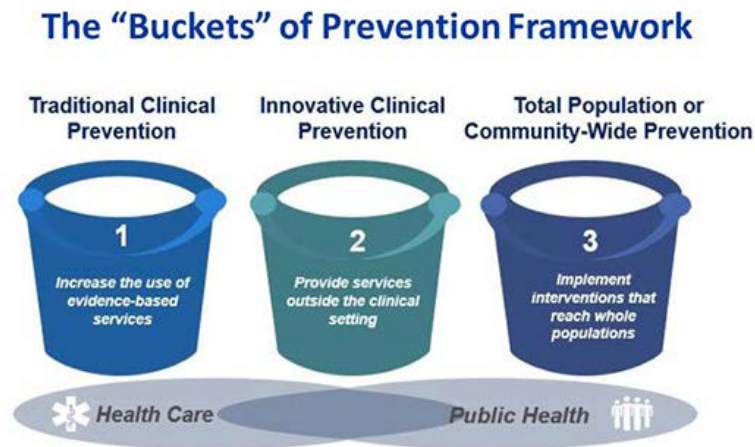 The “Buckets” of Prevention Framework
Traditional Clinical
Prevention
Innovative Clinical
Prevention
Total Population or
Community-Wide Prevention
1
Increase the use of
evidence-based
services
2
Provide services
outside the clinical
setting
3
Implement
interventions that
reach whole
populations
Health Care
Public Health